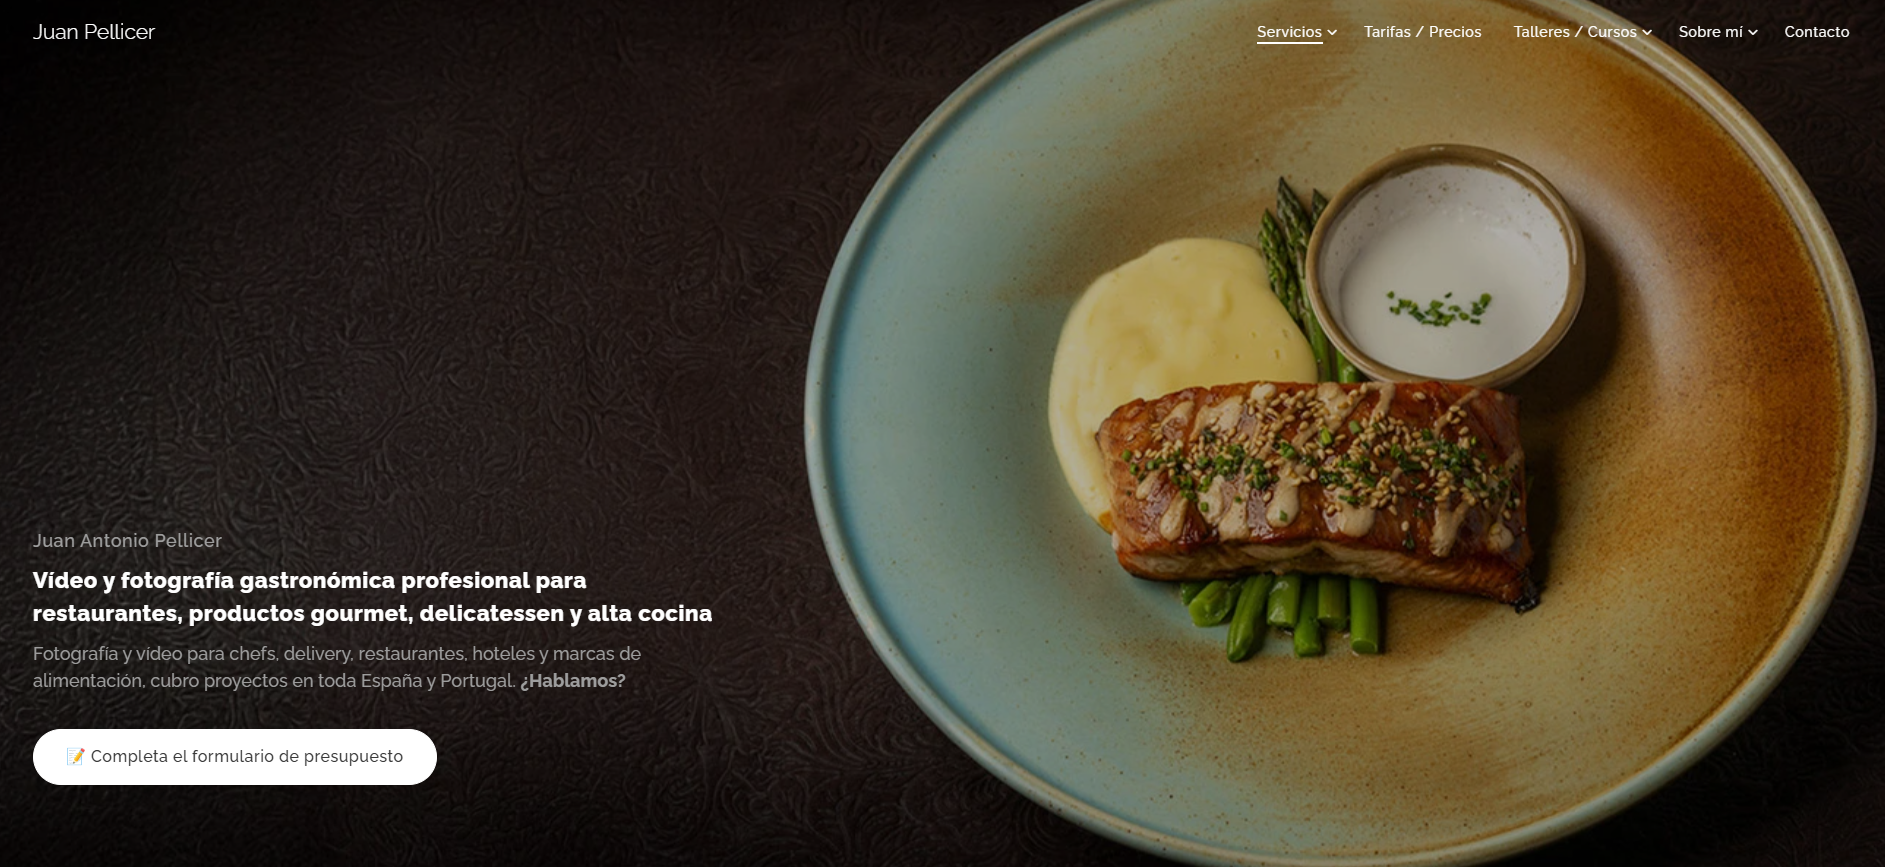 Juan Pellicer
Servicios
Tarifas / Precios
Talleres / Cursos
Sobre mí
Contacto
Juan Antonio Pellicer
Vídeo y fotografía gastronómica profesional para
restaurantes, productos gourmet, delicatessen y alta cocina
Fotografía y vídeo para chefs, delivery, restaurantes, hoteles y marcas de
alimentación, cubro proyectos en toda España y Portugal. ¿Hablamos?
📝 Completa el formulario de presupuesto